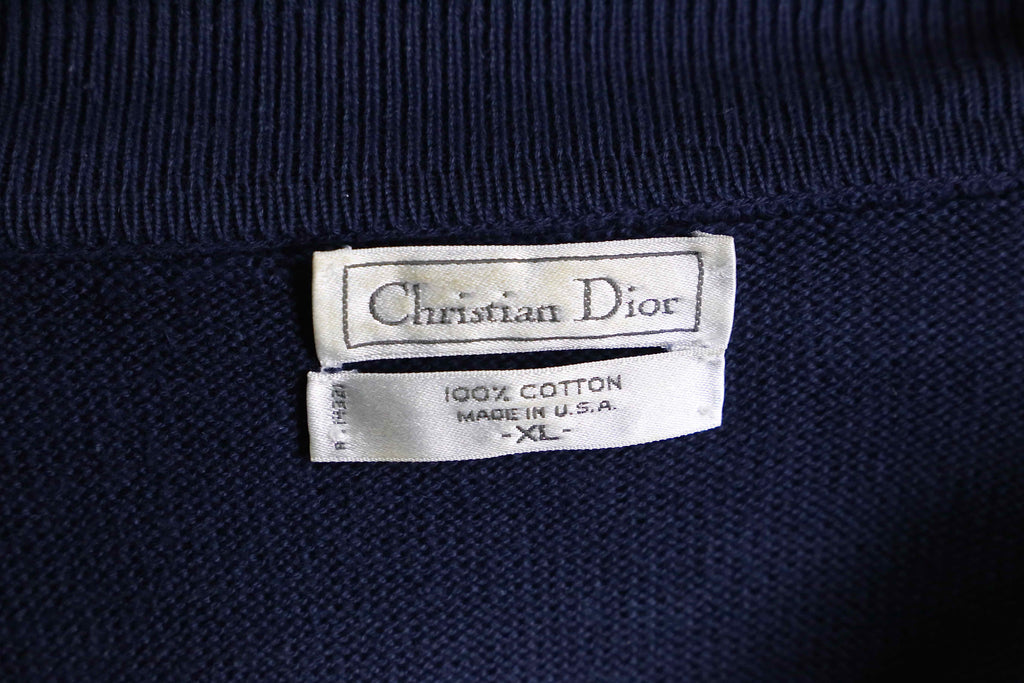 Christian Dior
100% COTTON
MADE IN U.S.A.
-XL-